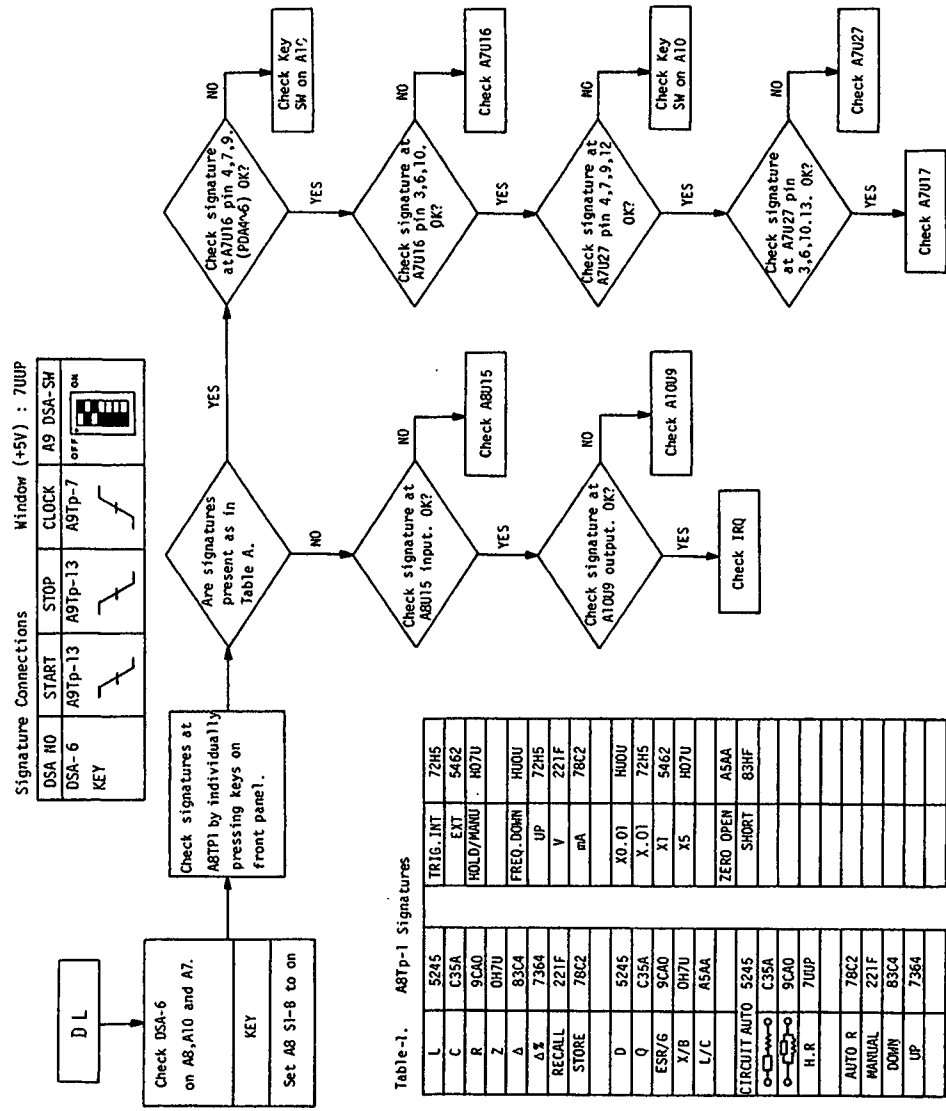 Signature Connections Window (+5V) : 7UUP
DSA NO START STOP CLOCK A9 DSA-SW
DSA-6 A9Tp-13 A9Tp-13 A9Tp-7 OFF ON
KEY
DL
Check DSA-6
on A8,A10 and A7.
KEY
Set A8 S1-8 to on
Check signatures at
A8TP1 by individually
pressing keys on
front panel.
Are signatures
present as in
Table A.
YES
NO
Check signature
at A7U16 pin 4,7,9.
(PDA4~6) OK?
NO
Check Key
SW on A10
YES
Check signature at
A7U16 pin 3,6,10.
OK?
NO
Check A7U16
YES
Check signature at
A7U27 pin 4,7,9,12
OK?
NO
Check Key
SW on A10
YES
Check signature
at A7U27 pin
3,6,10.13. OK?
NO
Check A7U27
YES
Check A7U17
Check signature at
A8U15 input. OK?
NO
Check A8U15
YES
Check signature at
A10U9 output. OK?
NO
Check A10U9
YES
Check IRQ
Table-1. A8Tp-1 Signatures
L 5245 TRIG.INT 72H5
C C35A EXT 5462
R 9CA0 HOLD/MANU H07U
Z 0H7U
Δ 83C4 FREQ.DOWN HU0U
Δ% 7364 UP 72H5
RECALL 221F V 221F
STORE 78C2 mA 78C2
D 5245 X0.01 HU0U
Q C35A X.01 72H5
ESR/G 9CA0 X1 5462
X/B 0H7U X5 H07U
L/C A5AA
ZERO OPEN A5AA
CIRCUIT AUTO 5245 SHORT 83HF
C35A
9CA0
H.R 7UUP
AUTO R 78C2
MANUAL 221F
DOWN 83C4
UP 7364